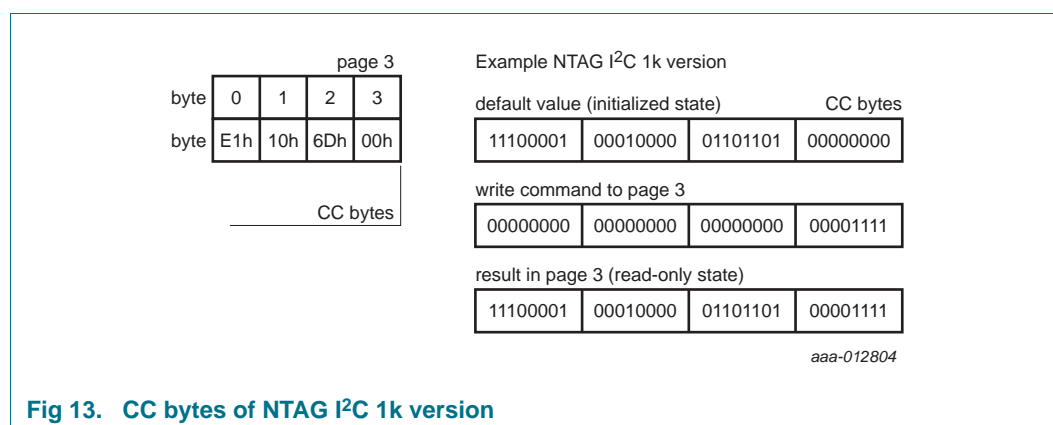 page 3
byte 0 1 2 3
byte E1h 10h 6Dh 00h
CC bytes
Example NTAG I2C 1k version
default value (initialized state) CC bytes
11100001 00010000 01101101 00000000
write command to page 3
00000000 00000000 00000000 00001111
result in page 3 (read-only state)
11100001 00010000 01101101 00001111
aaa-012804
Fig 13. CC bytes of NTAG I2C 1k version